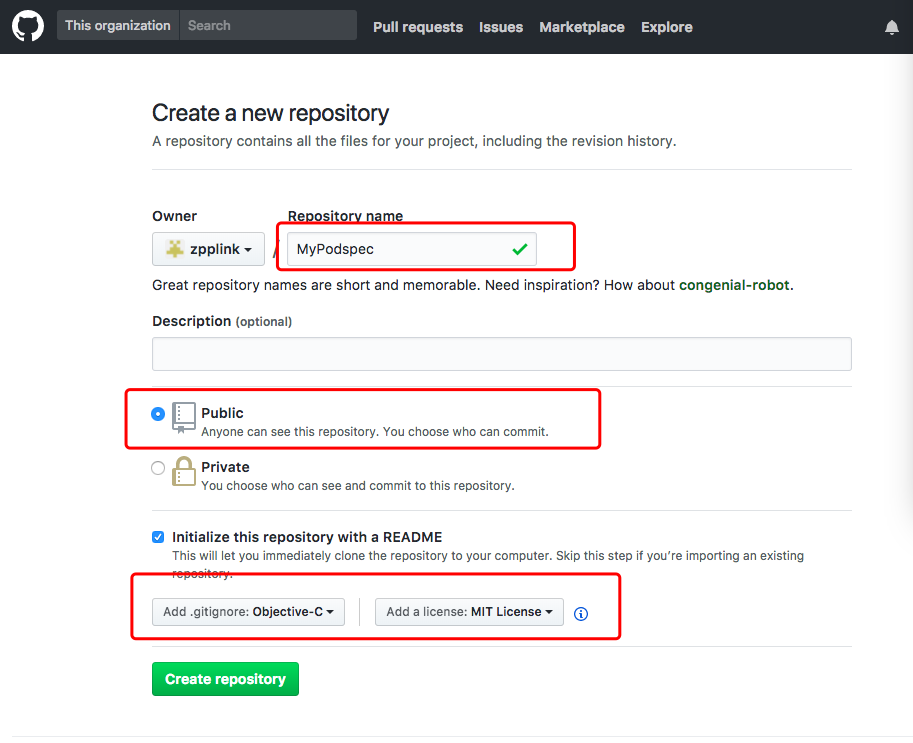 This organization Search Pull requests Issues Marketplace Explore
Create a new repository
A repository contains all the files for your project, including the revision history.
Owner Repository name
zpplink / MyPodspec
Great repository names are short and memorable. Need inspiration? How about congenial-robot.
Description (optional)
Public
Anyone can see this repository. You choose who can commit.
Private
You choose who can see and commit to this repository.
Initialize this repository with a README
This will let you immediately clone the repository to your computer. Skip this step if you’re importing an existing
repository.
Add .gitignore: Objective-C Add a license: MIT License
Create repository